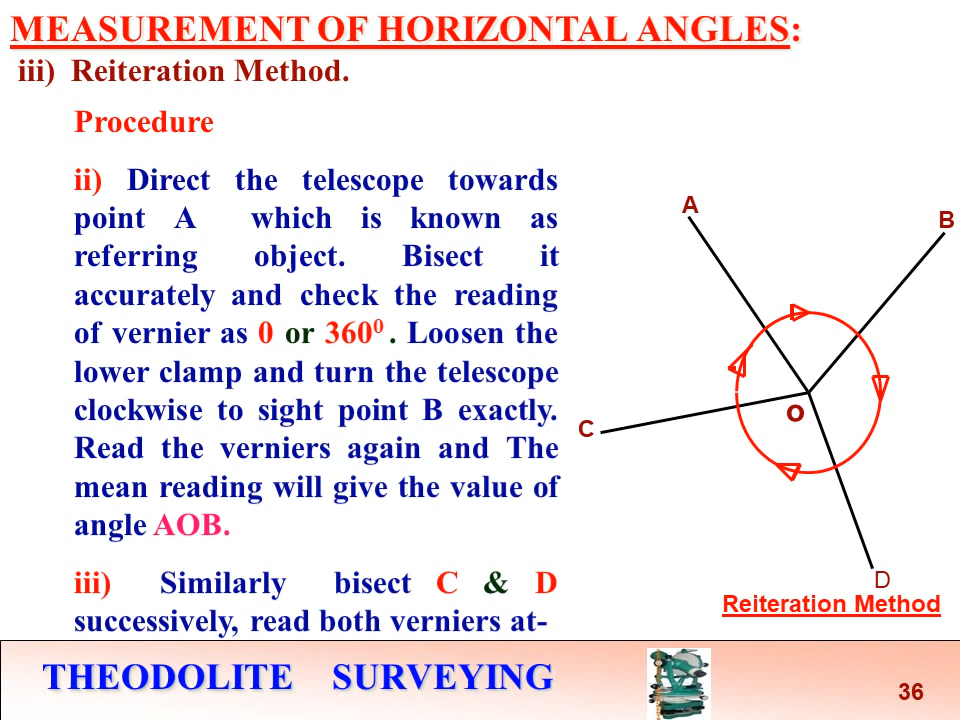 MEASUREMENT OF HORIZONTAL ANGLES:
iii) Reiteration Method.
Procedure
ii) Direct the telescope towards
point A which is known as
referring object. Bisect it
accurately and check the reading
of vernier as 0 or 360⁰ . Loosen the
lower clamp and turn the telescope
clockwise to sight point B exactly.
Read the verniers again and The
mean reading will give the value of
angle AOB.
iii) Similarly bisect C & D
successively, read both verniers at-
A
B
O
C
D
Reiteration Method
THEODOLITE SURVEYING
36